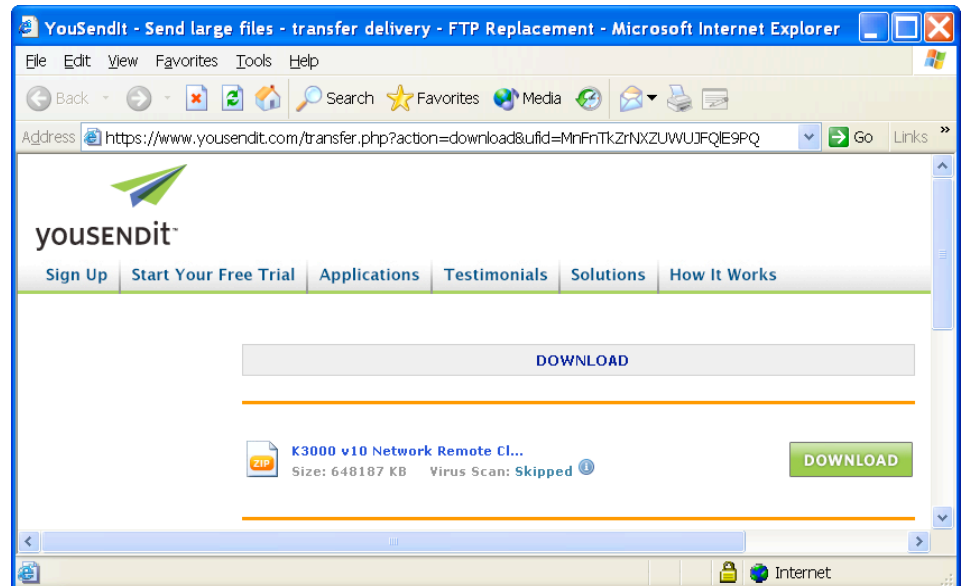 YouSendIt - Send large files - transfer delivery - FTP Replacement - Microsoft Internet Explorer
File Edit View Favorites Tools Help
Back Search Favorites Media
Address https://www.yousendit.com/transfer.php?action=download&ufid=MnFnTkZrNXZUWUJFQlE9PQ Go Links »
yousendit™
Sign Up Start Your Free Trial Applications Testimonials Solutions How It Works
DOWNLOAD
ZIP K3000 v10 Network Remote Cl...
Size: 648187 KB Virus Scan: Skipped DOWNLOAD
Internet